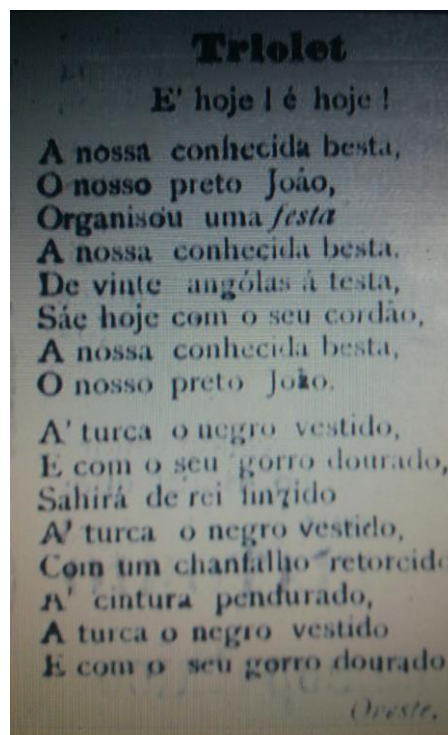 Triolet
E' hoje! é hoje!
A nossa conhecida besta,
O nosso preto João,
Organisou uma festa
A nossa conhecida besta.
De vinte angólas á testa,
Sáe hoje com o seu cordão,
A nossa conhecida besta,
O nosso preto João.
A' turca o negro vestido,
E com o seu gorro dourado,
Sahirá de rei fingido
A' turca o negro vestido,
Com um chanfalho retorcido
A' cintura pendurado,
A turca o negro vestido
E com o seu gorro dourado
Oreste.